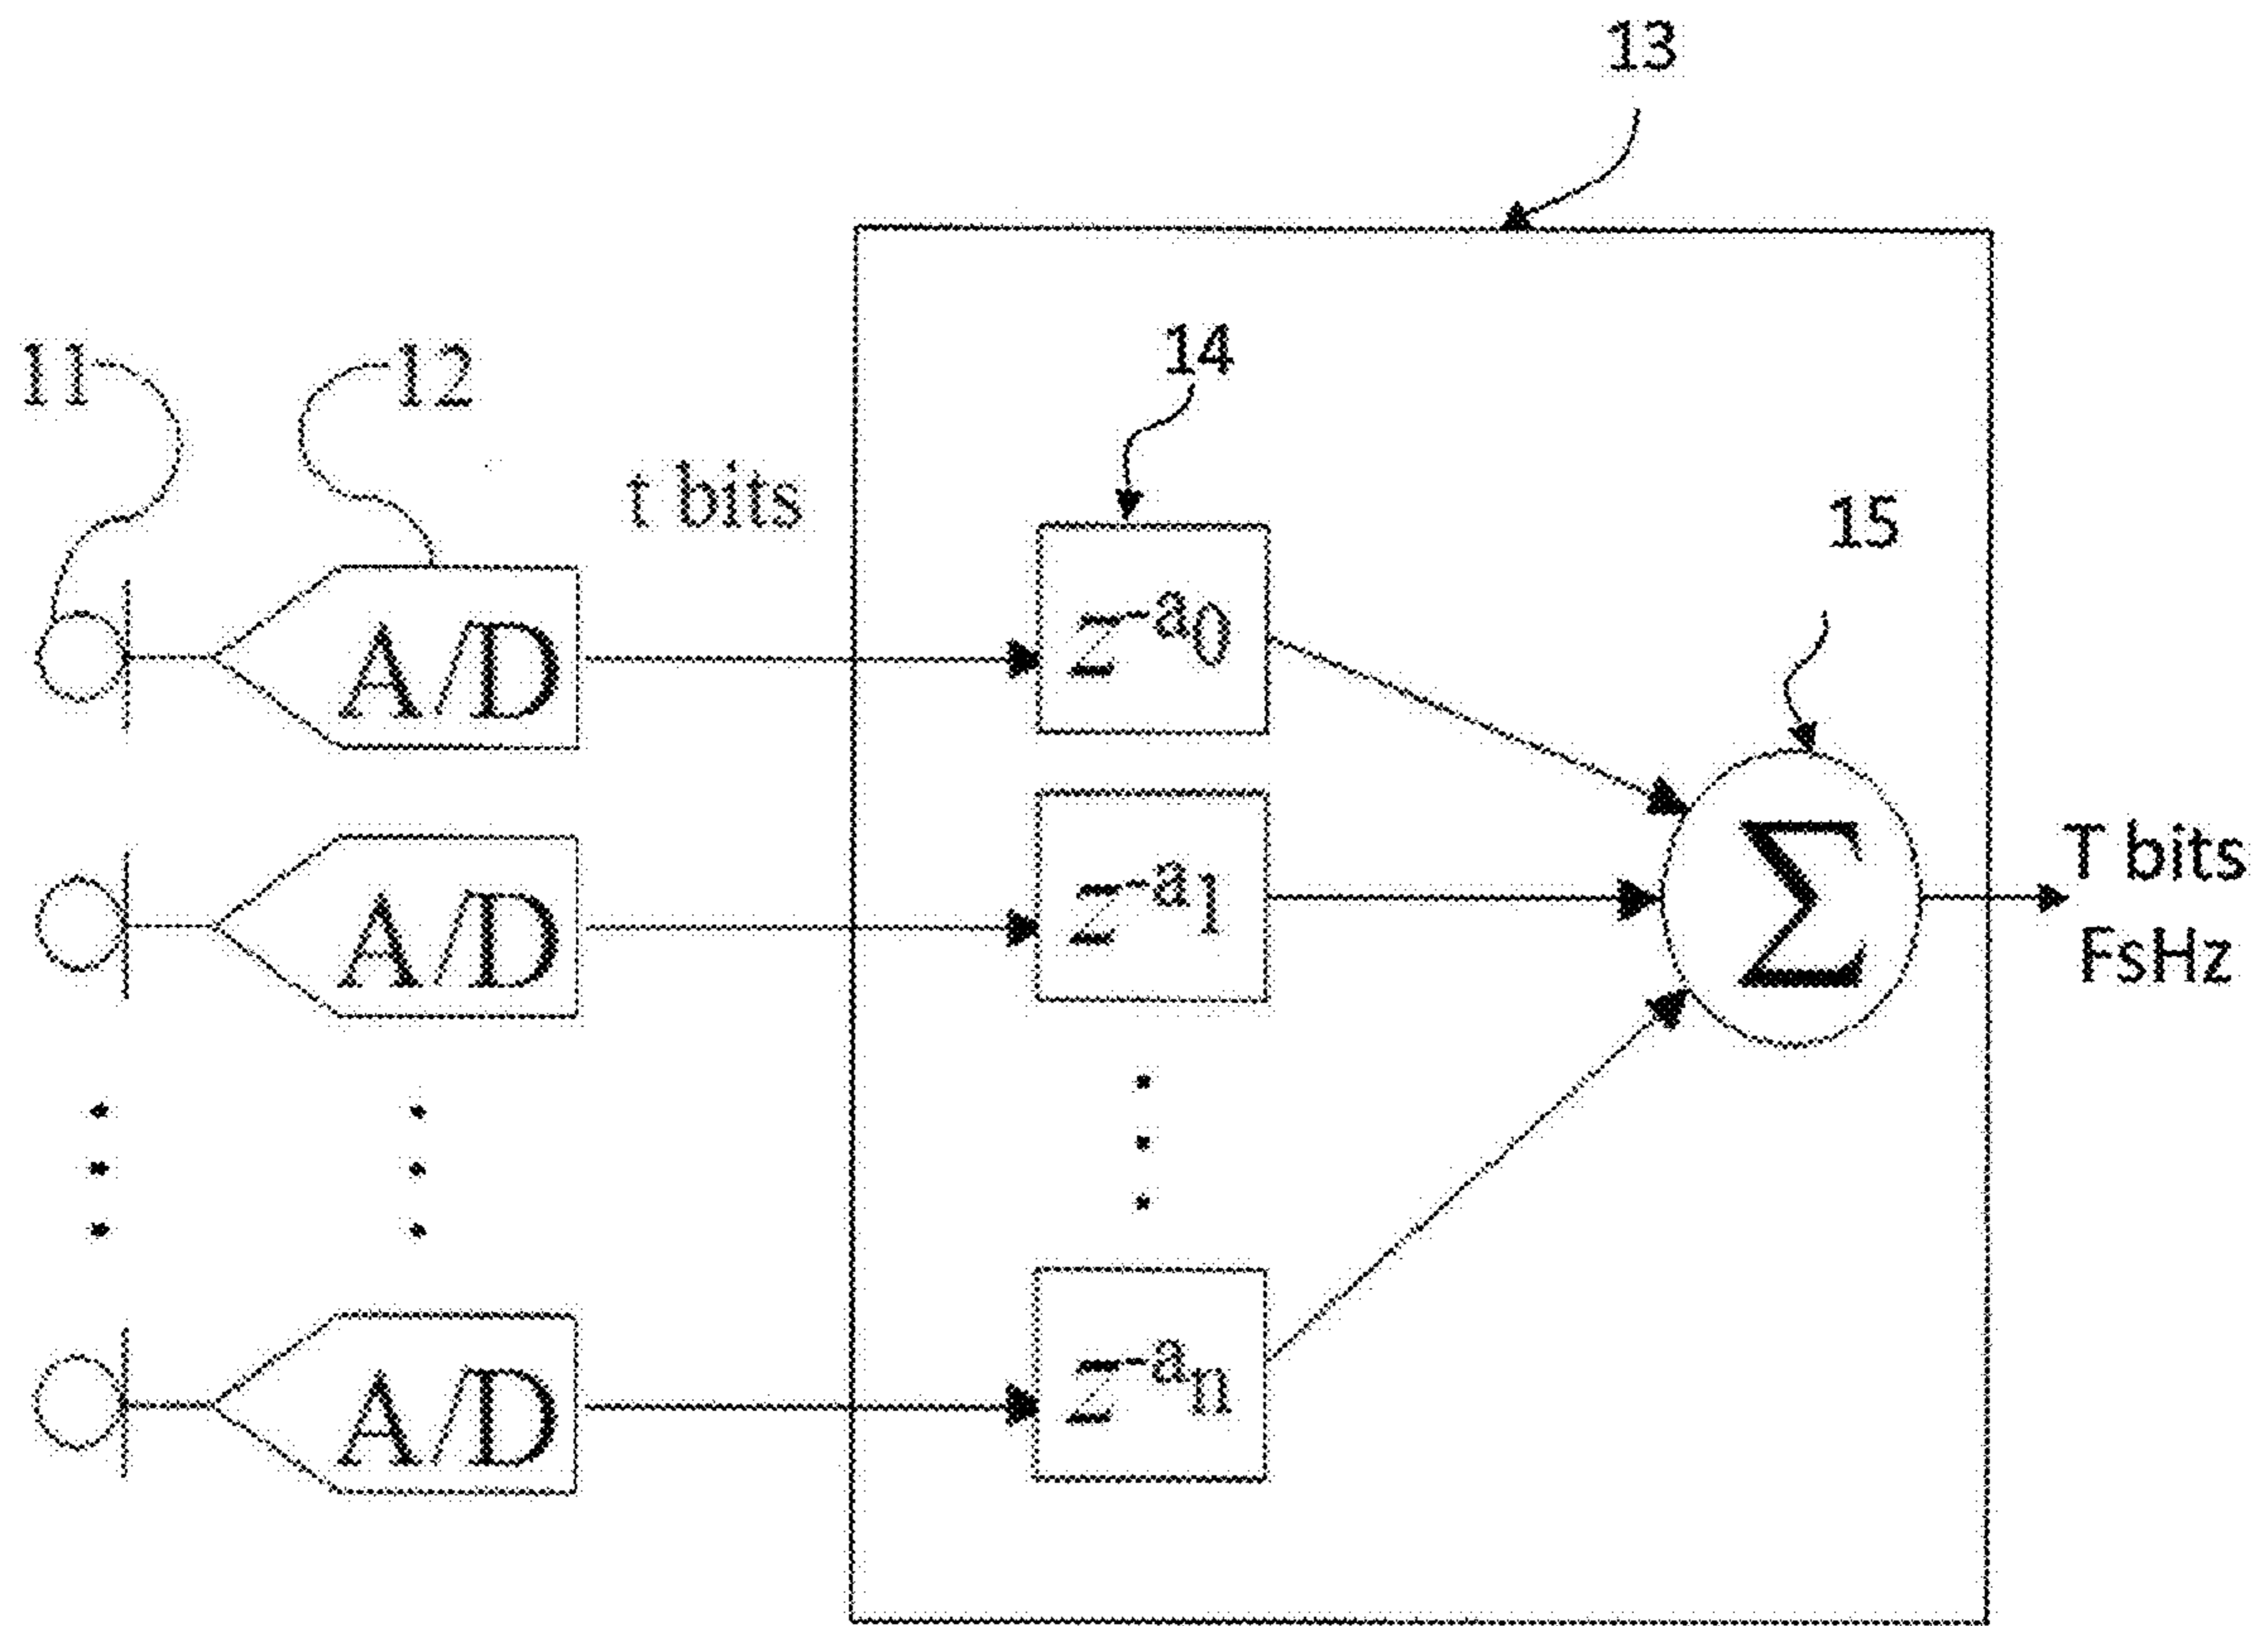 13
14
11
12
t bits
15
A/D
z^-a0
A/D
z^-a1
Σ
T bits
FsHz
A/D
z^-an